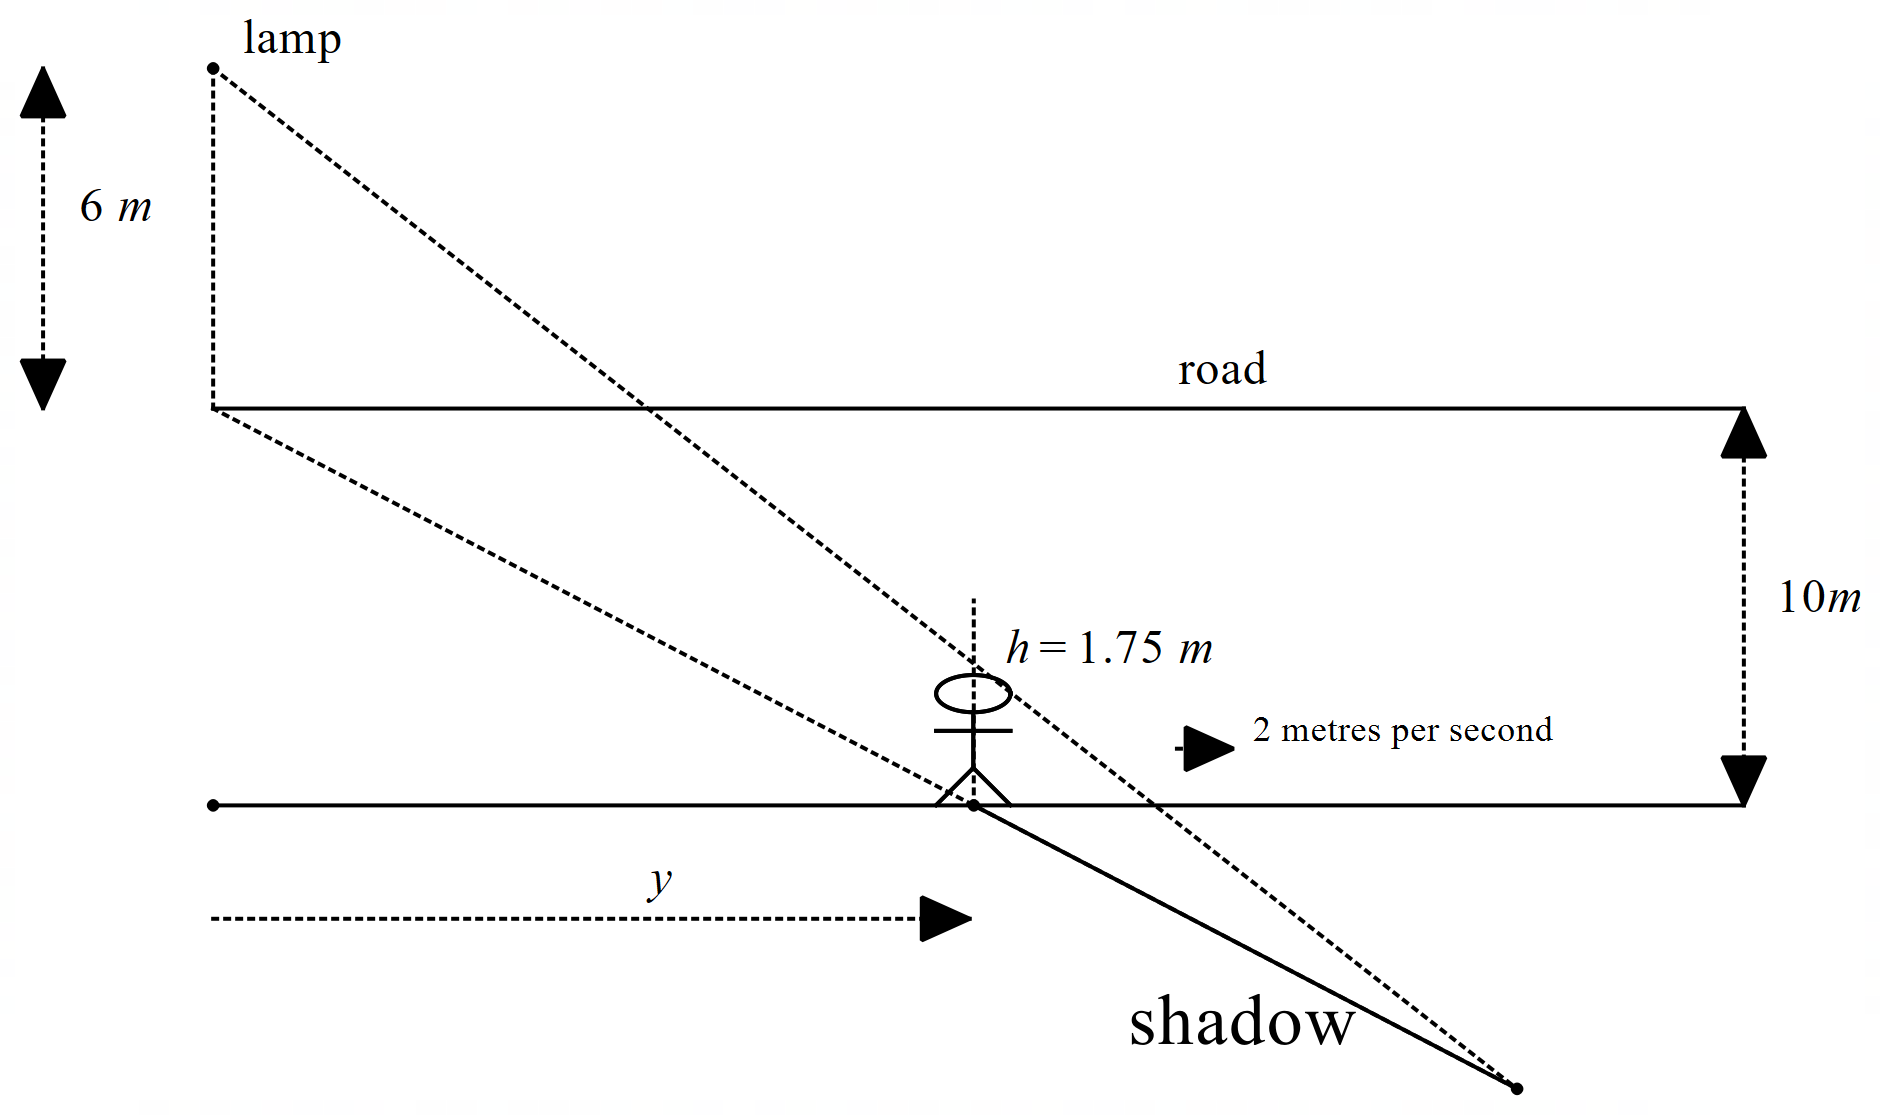 lamp
6 m
road
10m
h = 1.75 m
2 metres per second
y
shadow